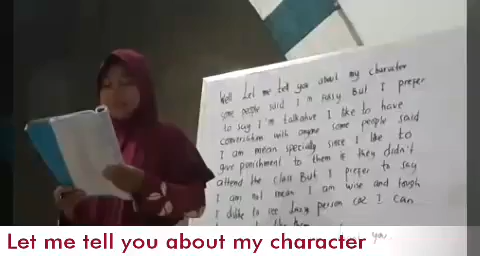 Well Let me tell you about my character
some people said I'm fussy But I prefer
to say I'm talkative I like to have
conversation with anyone some people said
I am mean specially since I like to
give punishment to them if they didn't
attend the class But I prefer to say
I am not mean I am wise and tough
I dislike to see lazy person coz I can
you
Let me tell you about my character